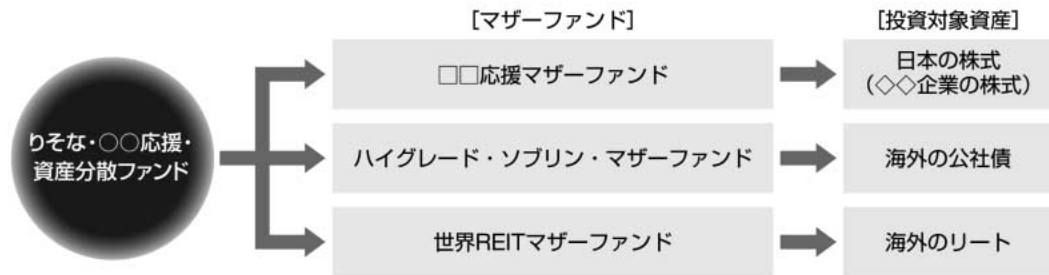 [マザーファンド]
[投資対象資産]
りそな・〇〇応援・
資産分散ファンド
□□応援マザーファンド
日本の株式
(◇◇企業の株式)
ハイグレード・ソブリン・マザーファンド
海外の公社債
世界REITマザーファンド
海外のリート